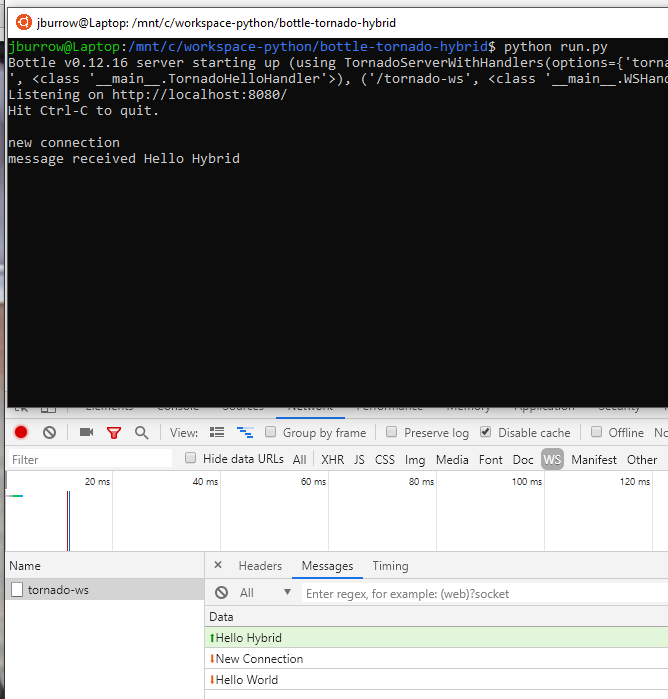 jburrow@Laptop: /mnt/c/workspace-python/bottle-tornado-hybrid
jburrow@Laptop:/mnt/c/workspace-python/bottle-tornado-hybrid$ python run.py
Bottle v0.12.16 server starting up (using TornadoServerWithHandlers(options={'torna
', <class '__main__.TornadoHelloHandler'>), ('/tornado-ws', <class '__main__.WSHan
Listening on http://localhost:8080/
Hit Ctrl-C to quit.
new connection
message received Hello Hybrid
Elements Console Sources Network Performance Memory Application Security
View: Group by frame Preserve log Disable cache Offline No
Filter Hide data URLs All XHR JS CSS Img Media Font Doc WS Manifest Other
20 ms 40 ms 60 ms 80 ms 100 ms 120 ms
Name × Headers Messages Timing
tornado-ws
All Enter regex, for example: (web)?socket
Data
Hello Hybrid
New Connection
Hello World